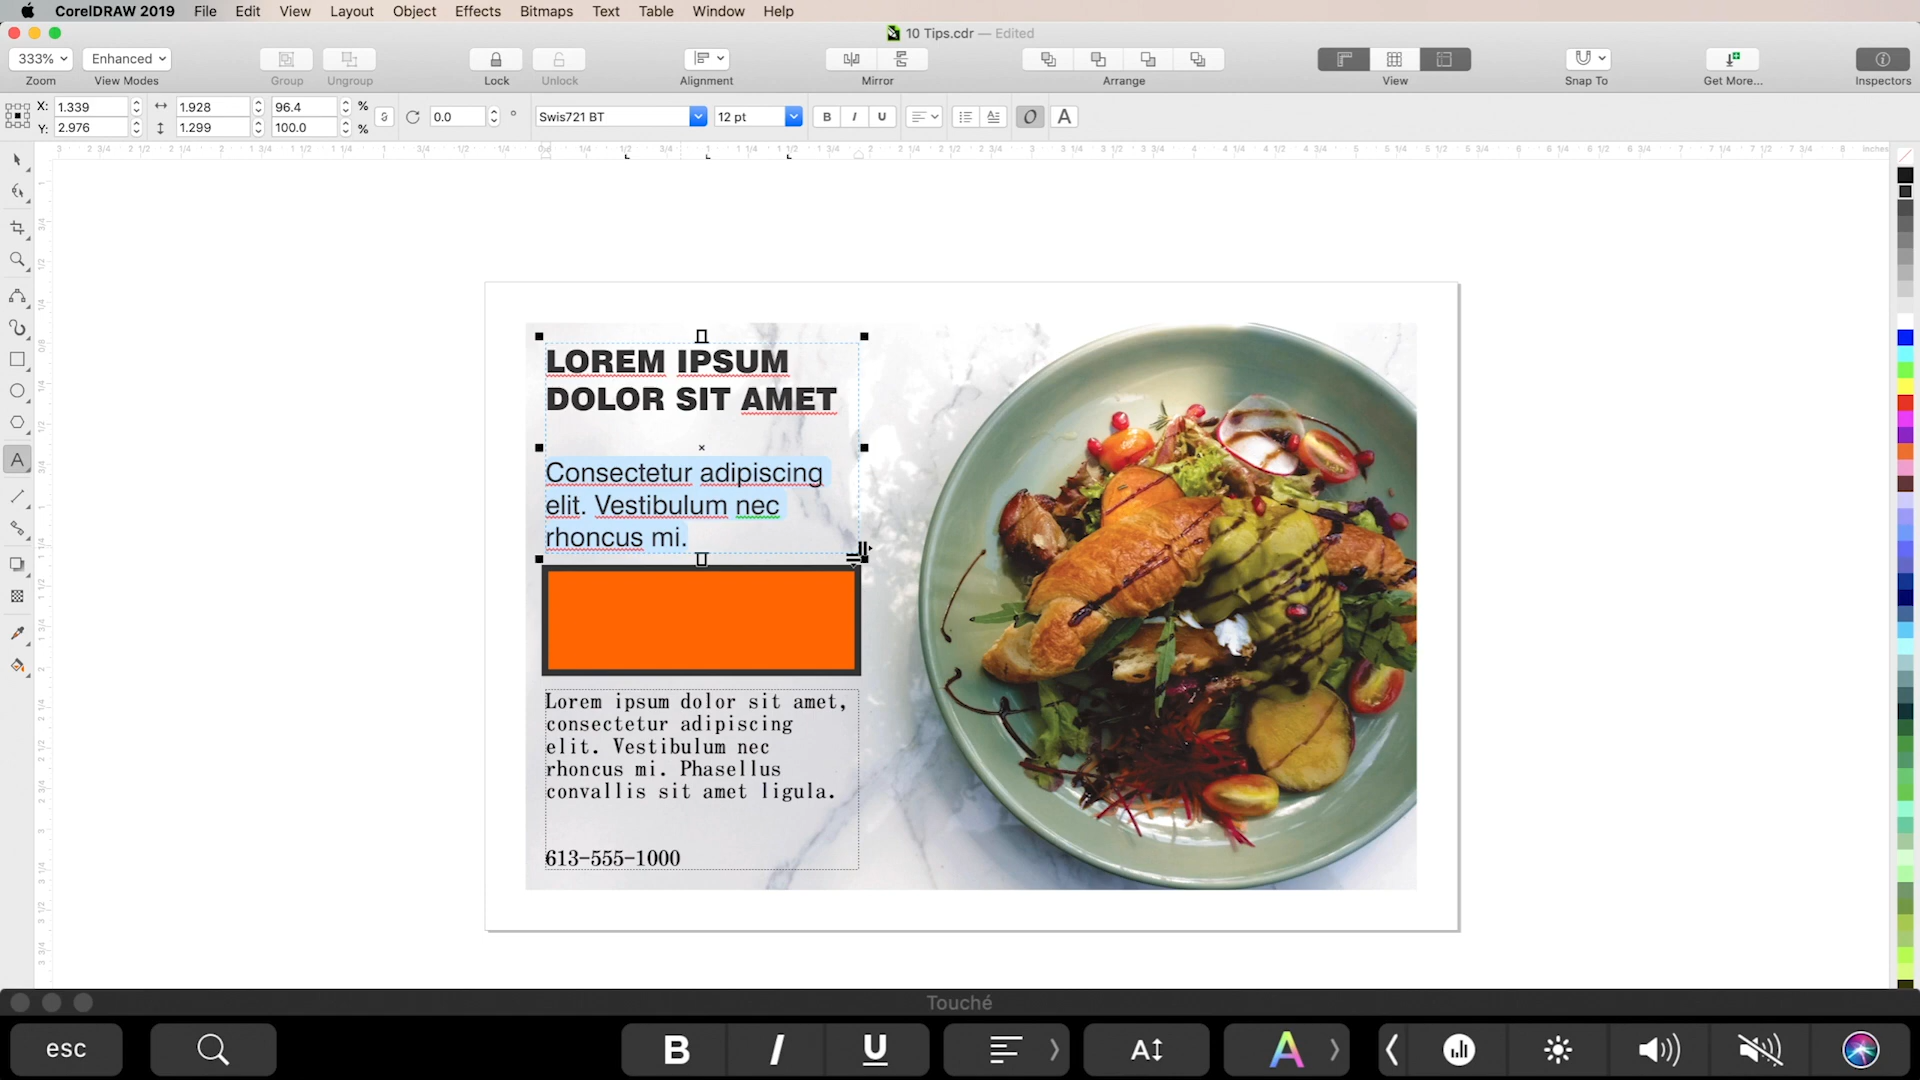 CorelDRAW 2019 File Edit View Layout Object Effects Bitmaps Text Table Window Help
10 Tips.cdr — Edited
333% Enhanced
Zoom View Modes Group Ungroup Lock Unlock Alignment Mirror Arrange View Snap To Get More... Inspectors
X: 1.339 1.928 96.4 % 0.0 ° Swis721 BT 12 pt B I U O A
Y: 2.976 1.299 100.0 %
inches
LOREM IPSUM
DOLOR SIT AMET
Consectetur adipiscing
elit. Vestibulum nec
rhoncus mi.
Lorem ipsum dolor sit amet,
consectetur adipiscing
elit. Vestibulum nec
rhoncus mi. Phasellus
convallis sit amet ligula.
613-555-1000
Touché
esc B I U A A